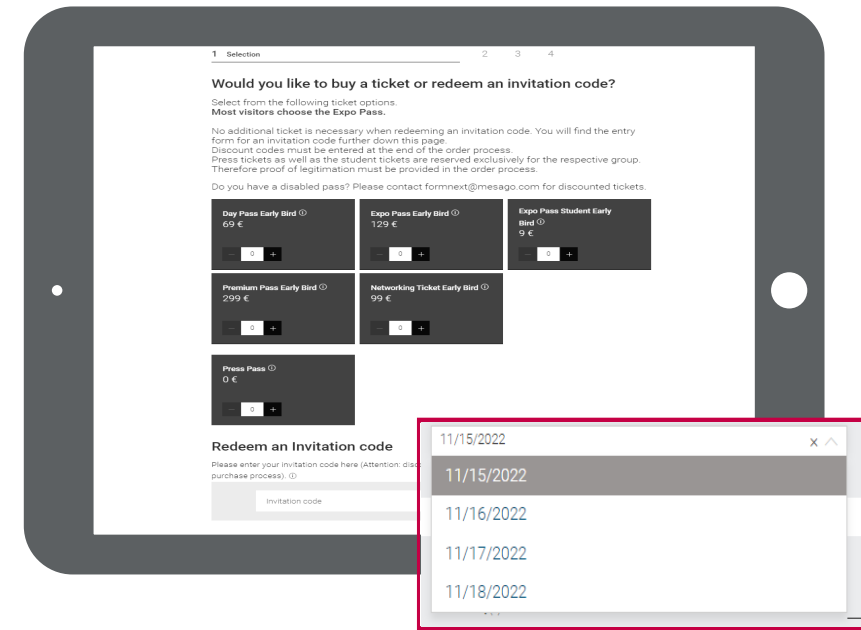 1 Selection 2 3 4
Would you like to buy a ticket or redeem an invitation code?
Select from the following ticket options.
Most visitors choose the Expo Pass.
No additional ticket is necessary when redeeming an invitation code. You will find the entry
form for an invitation code further down this page.
Discount codes must be entered at the end of the order process.
Press tickets as well as the student tickets are reserved exclusively for the respective group.
Therefore proof of legitimation must be provided in the order process.
Do you have a disabled pass? Please contact formnext@mesago.com for discounted tickets.
Day Pass Early Bird ⓘ
69 €
− 0 +
Expo Pass Early Bird ⓘ
129 €
− 0 +
Expo Pass Student Early
Bird ⓘ
9 €
− 0 +
Premium Pass Early Bird ⓘ
299 €
− 0 +
Networking Ticket Early Bird ⓘ
99 €
− 0 +
Press Pass ⓘ
0 €
− 0 +
Redeem an Invitation code
Please enter your invitation code here (Attention:
purchase process). ⓘ
Invitation code
11/15/2022 x
11/15/2022
11/16/2022
11/17/2022
11/18/2022